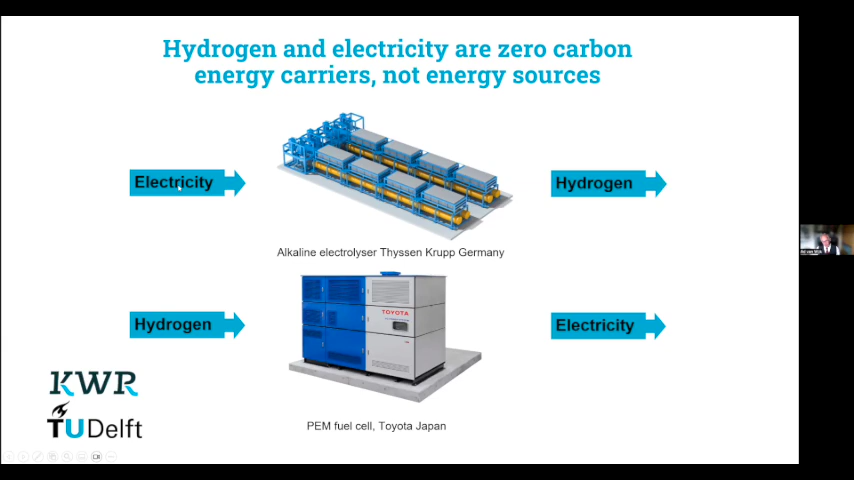 Hydrogen and electricity are zero carbon
energy carriers, not energy sources
Electricity
Hydrogen
Alkaline electrolyser Thyssen Krupp Germany
TOYOTA
Hydrogen
Electricity
KWR
TUDelft
PEM fuel cell, Toyota Japan